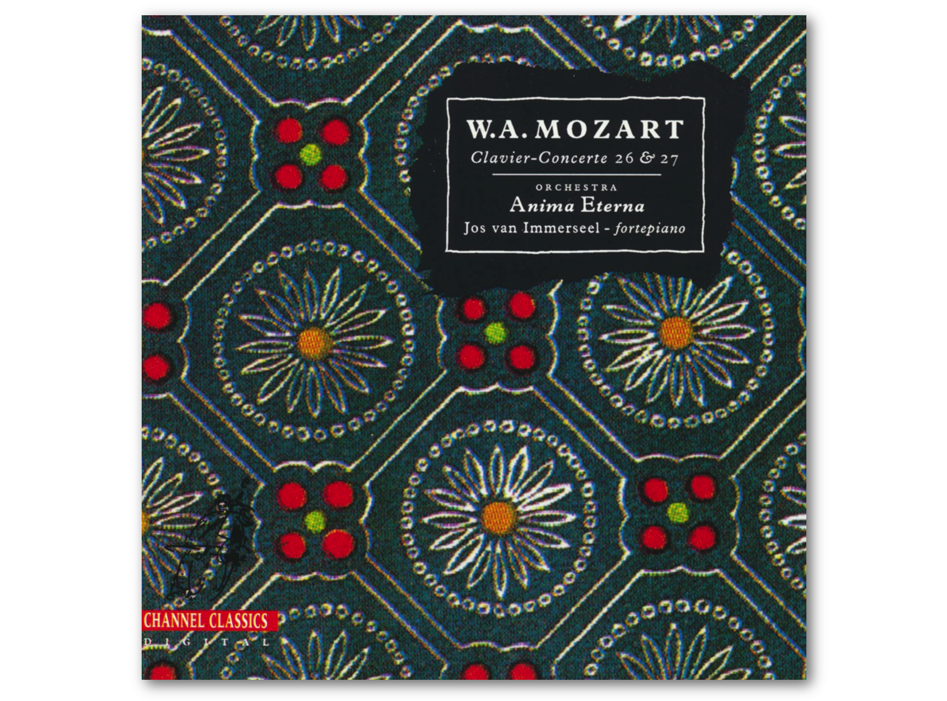 W.A. MOZART
Clavier-Concerte 26 & 27
ORCHESTRA
Anima Eterna
Jos van Immerseel - fortepiano
CHANNEL CLASSICS
DIGITAL